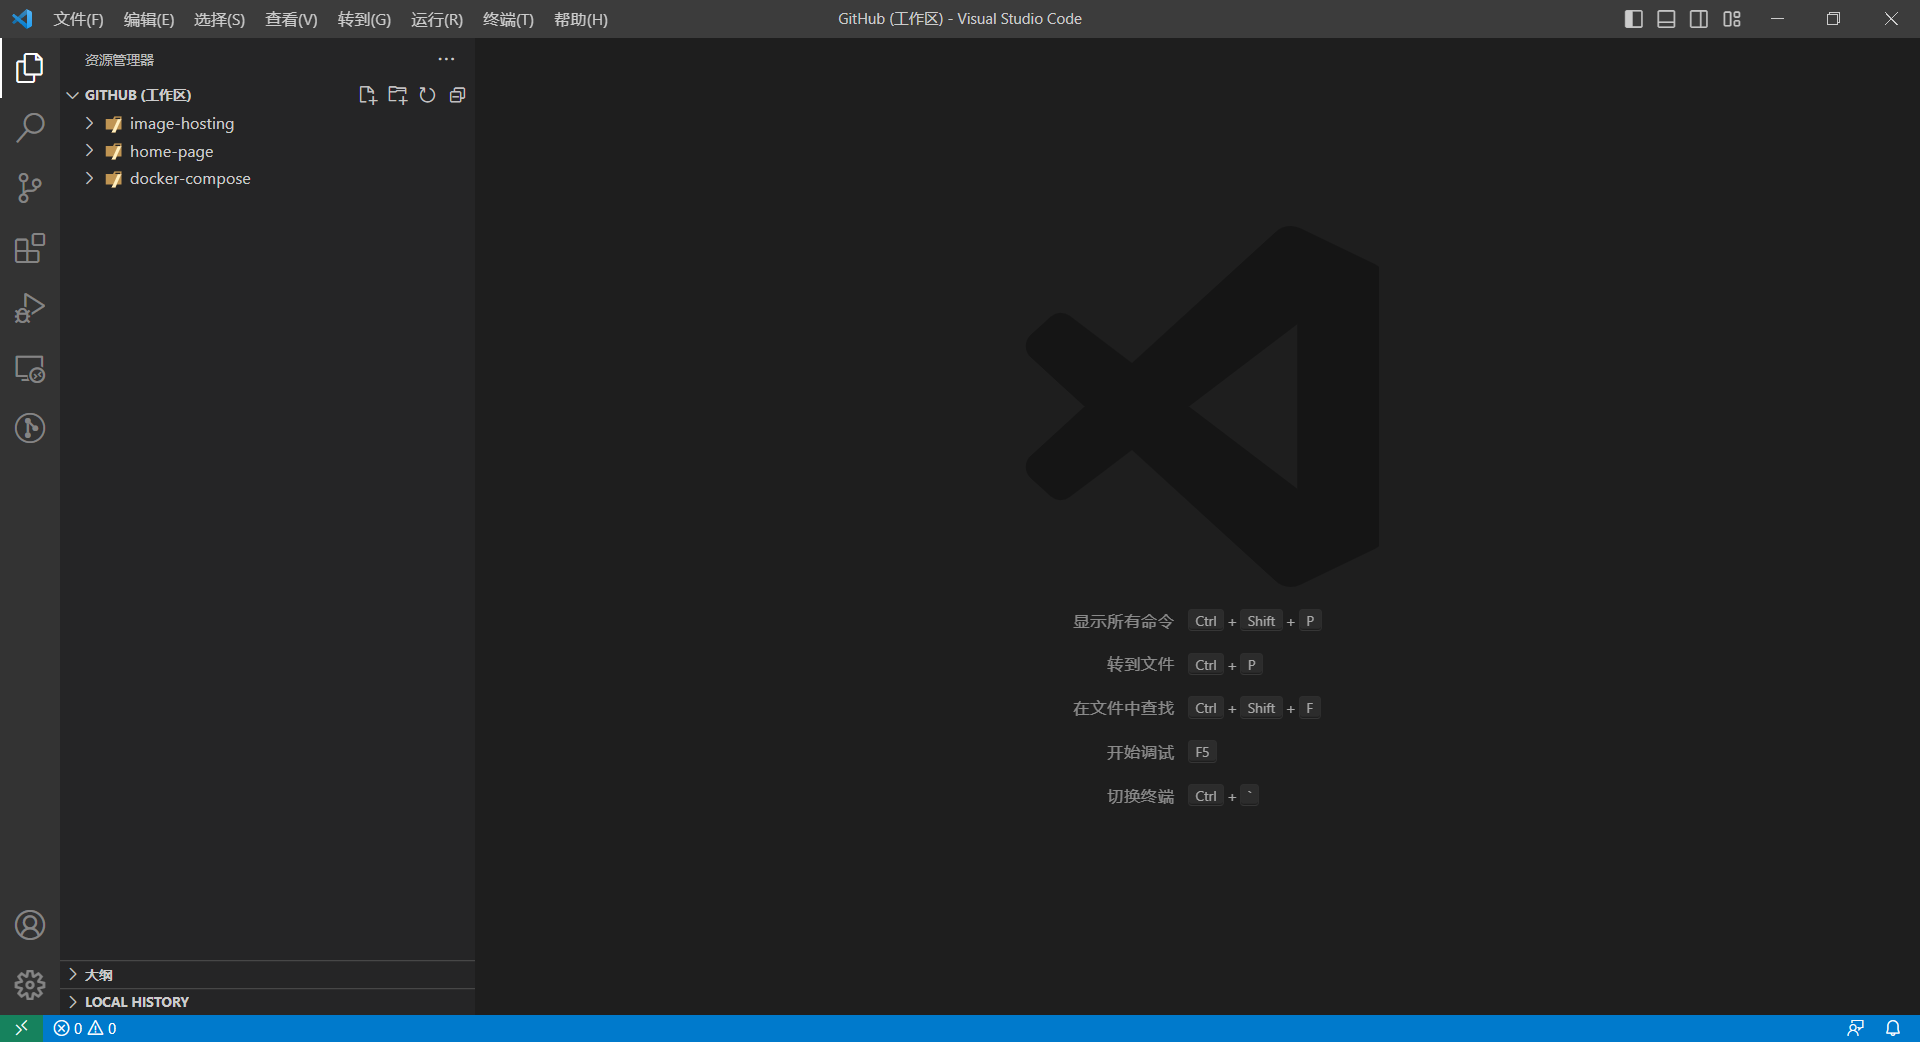 文件(F) 编辑(E) 选择(S) 查看(V) 转到(G) 运行(R) 终端(T) 帮助(H) GitHub (工作区) - Visual Studio Code
资源管理器
GITHUB (工作区)
image-hosting
home-page
docker-compose
显示所有命令 Ctrl + Shift + P
转到文件 Ctrl + P
在文件中查找 Ctrl + Shift + F
开始调试 F5
切换终端 Ctrl + `
大纲
LOCAL HISTORY
0 0